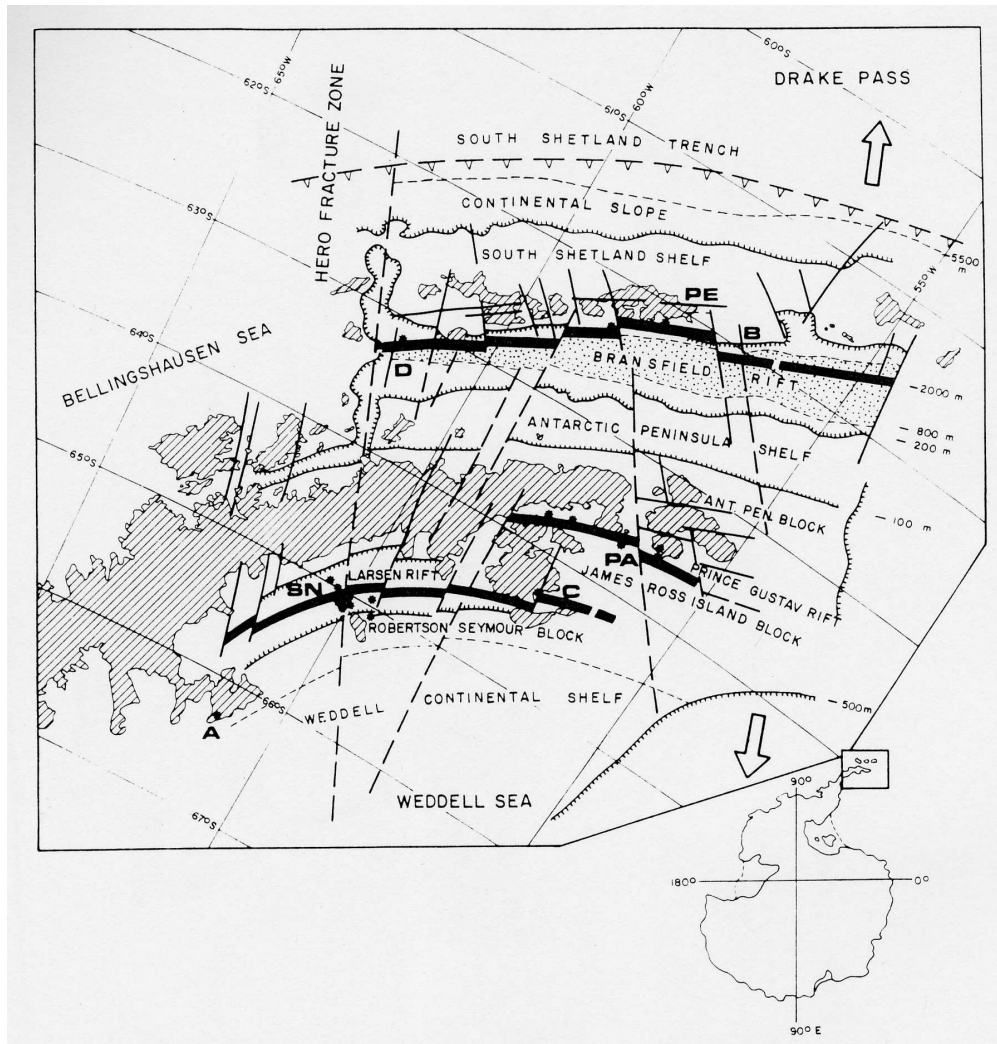 60°S
DRAKE PASS
65°W
62°S
60°W
61°S
HERO FRACTURE ZONE
SOUTH SHETLAND TRENCH
CONTINENTAL SLOPE
63°S
SOUTH SHETLAND SHELF
5500
m
55°W
PE
B
64°S
BELLINGSHAUSEN SEA
D
BRANSFIELD
RIFT
2000 m
800 m
200 m
ANTARCTIC PENINSULA SHELF
65°S
ANT PEN BLOCK
100 m
PA
PRINCE GUSTAV RIFT
JAMES ROSS ISLAND BLOCK
LARSEN RIFT
SN
C
ROBERTSON SEYMOUR BLOCK
66°S
A
WEDDELL CONTINENTAL SHELF
500m
WEDDELL SEA
67°S
90°
180°
0°
90° E